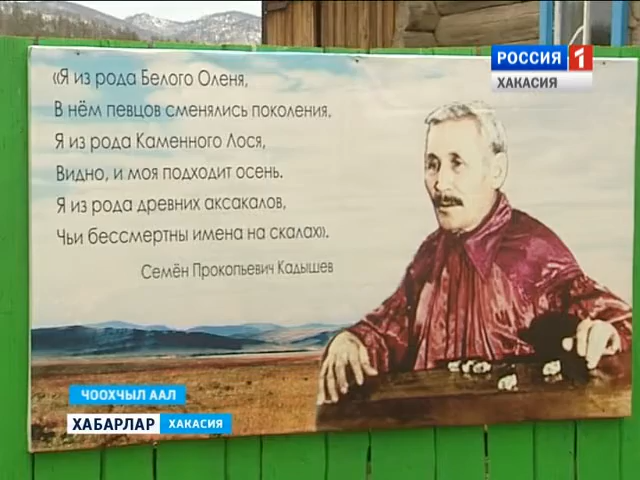 РОССИЯ 1
ХАКАСИЯ
«Я из рода Белого Оленя,
В нём певцов сменялись поколения,
Я из рода Каменного Лося,
Видно, и моя подходит осень.
Я из рода древних аксакалов,
Чьи бессмертны имена на скалах».
Семён Прокопьевич Кадышев
ЧООХЧЫЛ ААЛ
ХАБАРЛАР ХАКАСИЯ